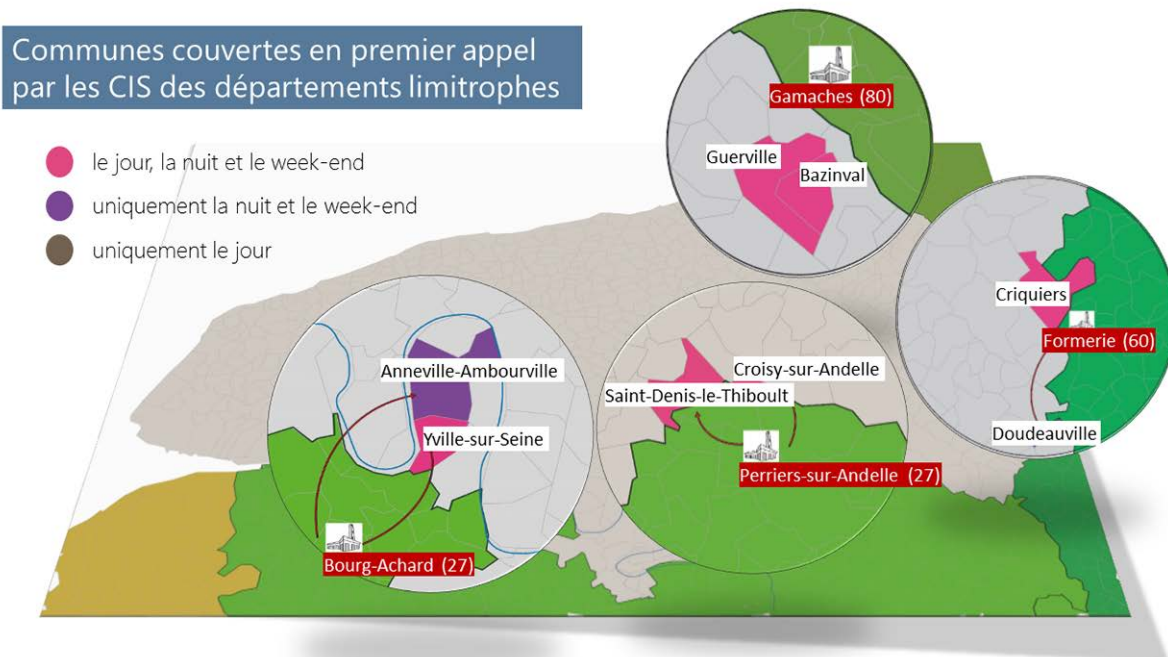 Communes couvertes en premier appel
par les CIS des départements limitrophes
le jour, la nuit et le week-end
uniquement la nuit et le week-end
uniquement le jour
Gamaches (80)
Guerville
Bazinval
Criquiers
Formerie (60)
Doudeauville
Anneville-Ambourville
Yville-sur-Seine
Bourg-Achard (27)
Croisy-sur-Andelle
Saint-Denis-le-Thiboult
Perriers-sur-Andelle (27)